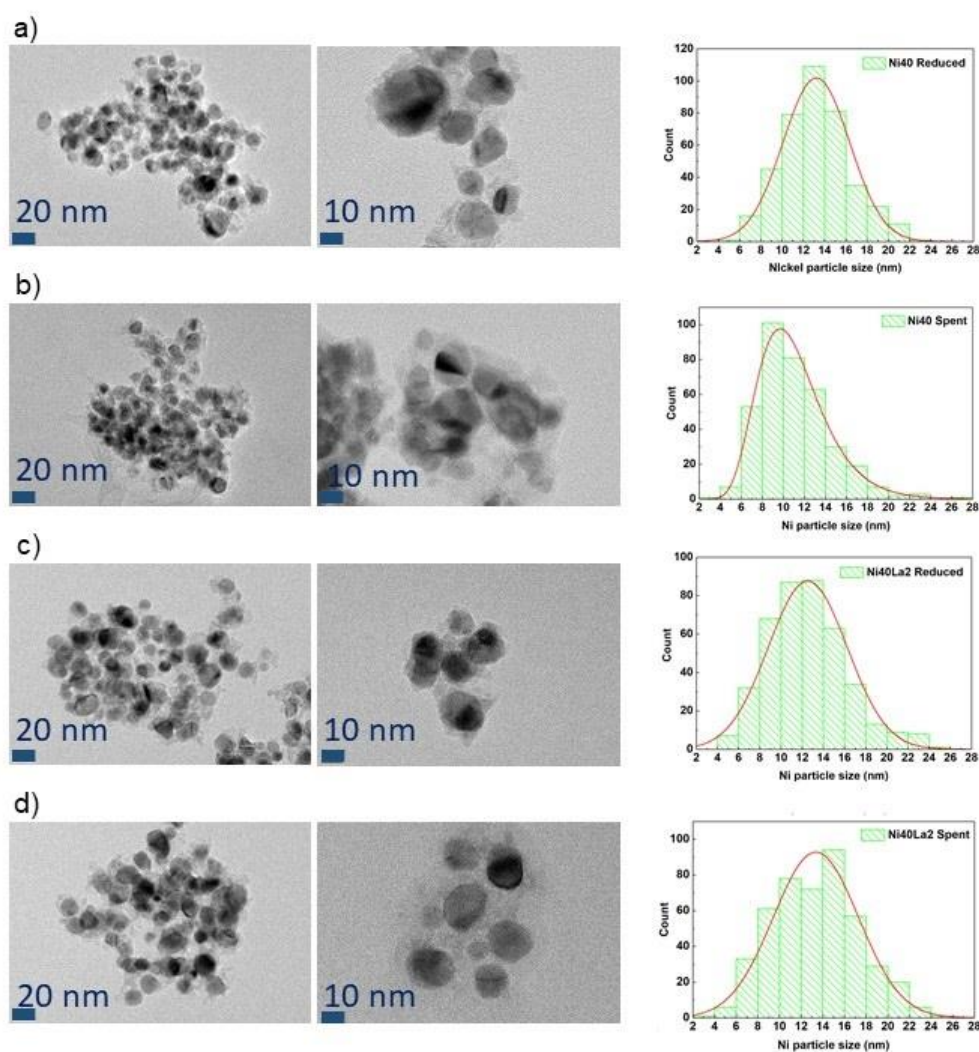 a)
20 nm
10 nm
120
100
80
60
40
20
0
Count
Ni40 Reduced
2 4 6 8 10 12 14 16 18 20 22 24 26 28
NIckel particle size (nm)
b)
20 nm
10 nm
100
80
60
40
20
0
Count
Ni40 Spent
2 4 6 8 10 12 14 16 18 20 22 24 26 28
Ni particle size (nm)
c)
20 nm
10 nm
100
80
60
40
20
0
Count
Ni40La2 Reduced
2 4 6 8 10 12 14 16 18 20 22 24 26 28
Ni particle size (nm)
d)
20 nm
10 nm
100
80
60
40
20
0
Count
Ni40La2 Spent
2 4 6 8 10 12 14 16 18 20 22 24 26 28
Ni particle size (nm)